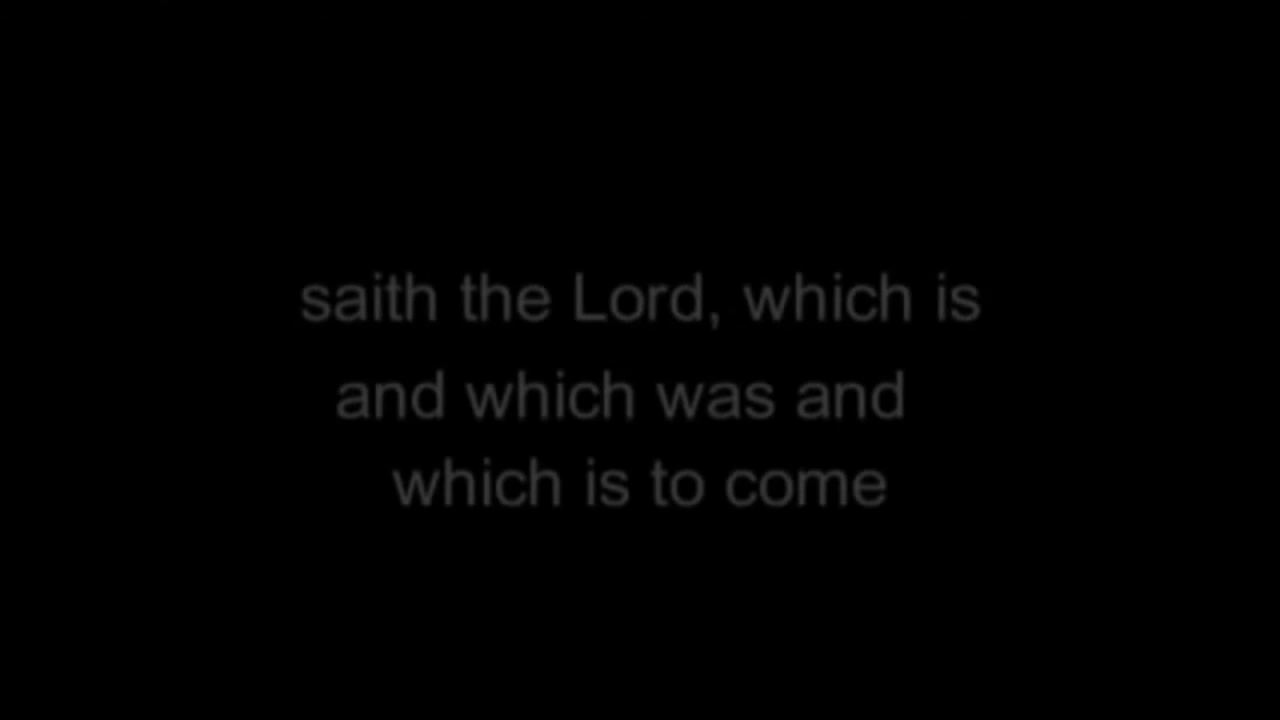 saith the Lord, which is
and which was and
which is to come